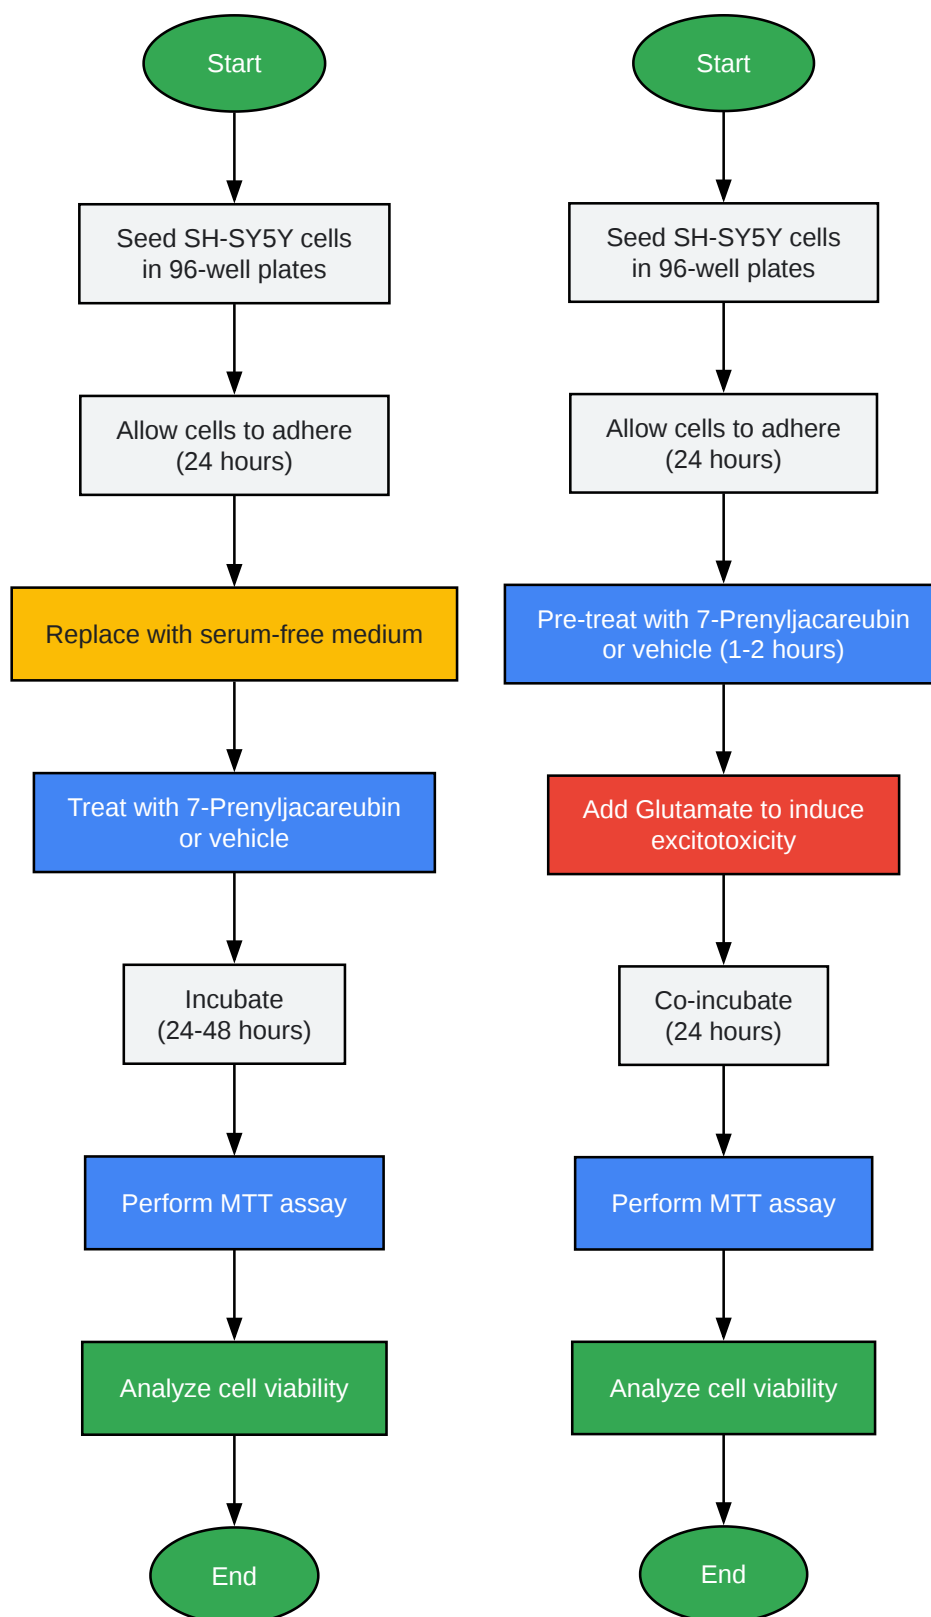 Start
Seed SH-SY5Y cells
in 96-well plates
Allow cells to adhere
(24 hours)
Replace with serum-free medium
Treat with 7-Prenyljacareubin
or vehicle
Incubate
(24-48 hours)
Perform MTT assay
Analyze cell viability
End
Start
Seed SH-SY5Y cells
in 96-well plates
Allow cells to adhere
(24 hours)
Pre-treat with 7-Prenyljacareubin
or vehicle (1-2 hours)
Add Glutamate to induce
excitotoxicity
Co-incubate
(24 hours)
Perform MTT assay
Analyze cell viability
End